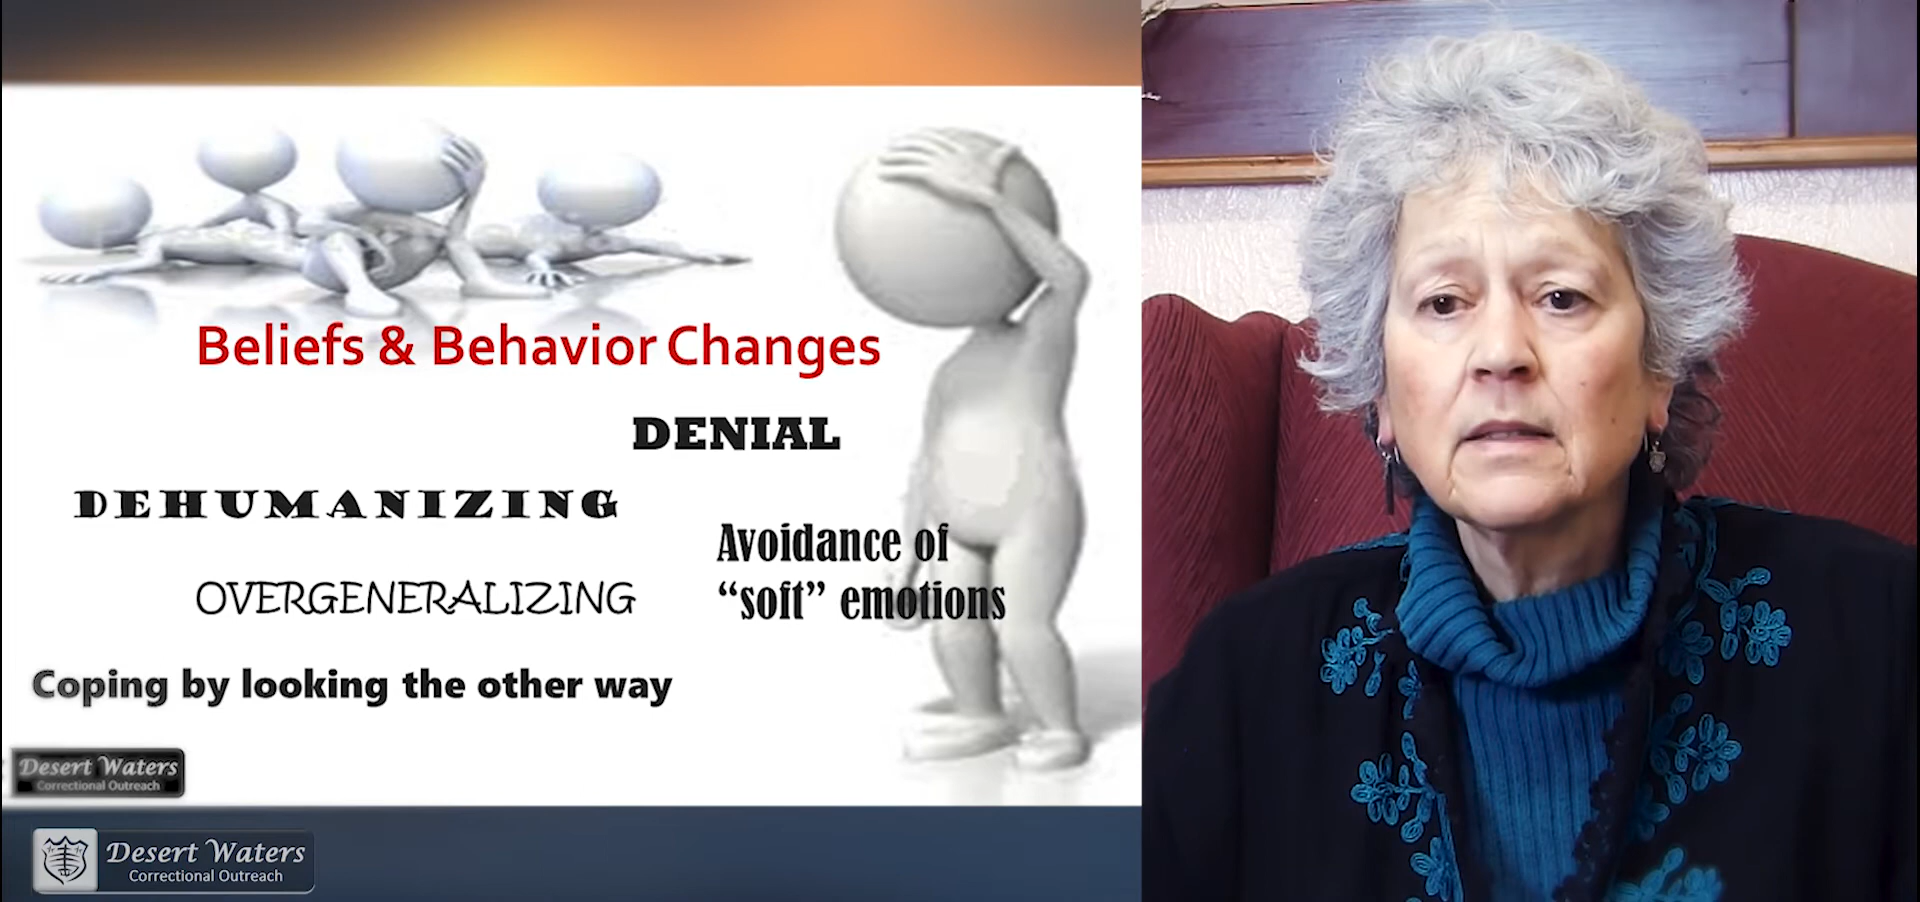 Beliefs & Behavior Changes
DENIAL
DEHUMANIZING
Avoidance of
“soft” emotions
OVERGENERALIZING
Coping by looking the other way
Desert Waters
Correctional Outreach
Desert Waters
Correctional Outreach